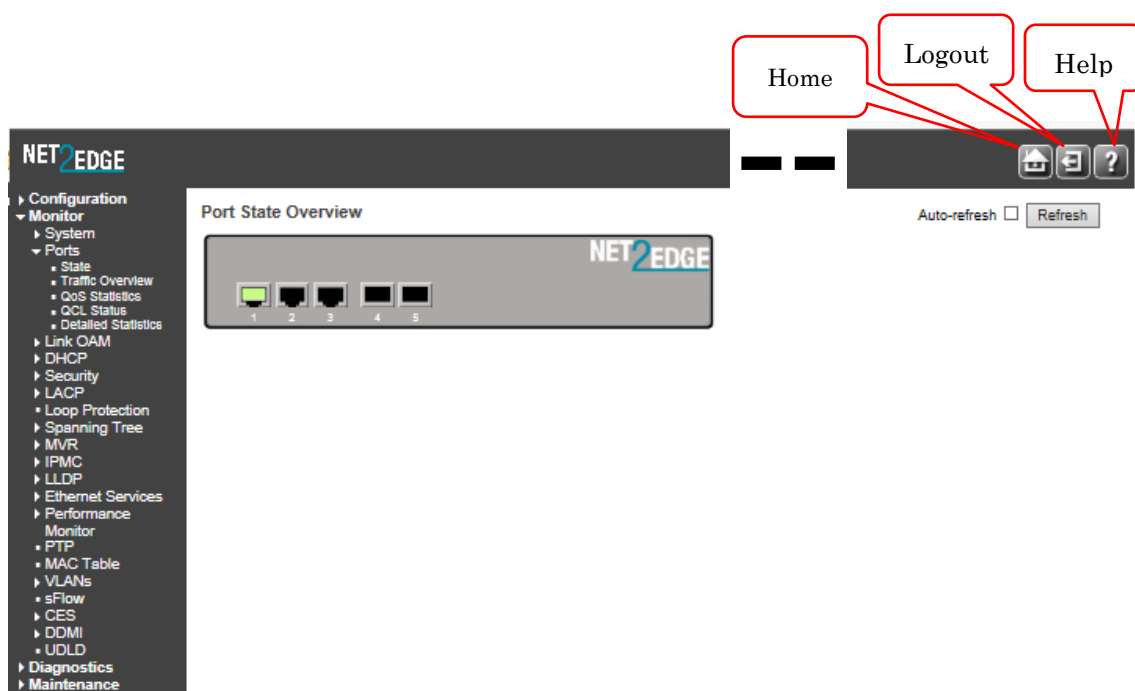 Home
Logout
Help
NET2EDGE
Configuration
Monitor
System
Ports
State
Traffic Overview
QoS Statistics
QCL Status
Detailed Statistics
Link OAM
DHCP
Security
LACP
Loop Protection
Spanning Tree
MVR
IPMC
LLDP
Ethernet Services
Performance
Monitor
PTP
MAC Table
VLANs
sFlow
CES
DDMI
UDLD
Diagnostics
Maintenance
Port State Overview
Auto-refresh Refresh
NET2EDGE
1 2 3 4 5
?